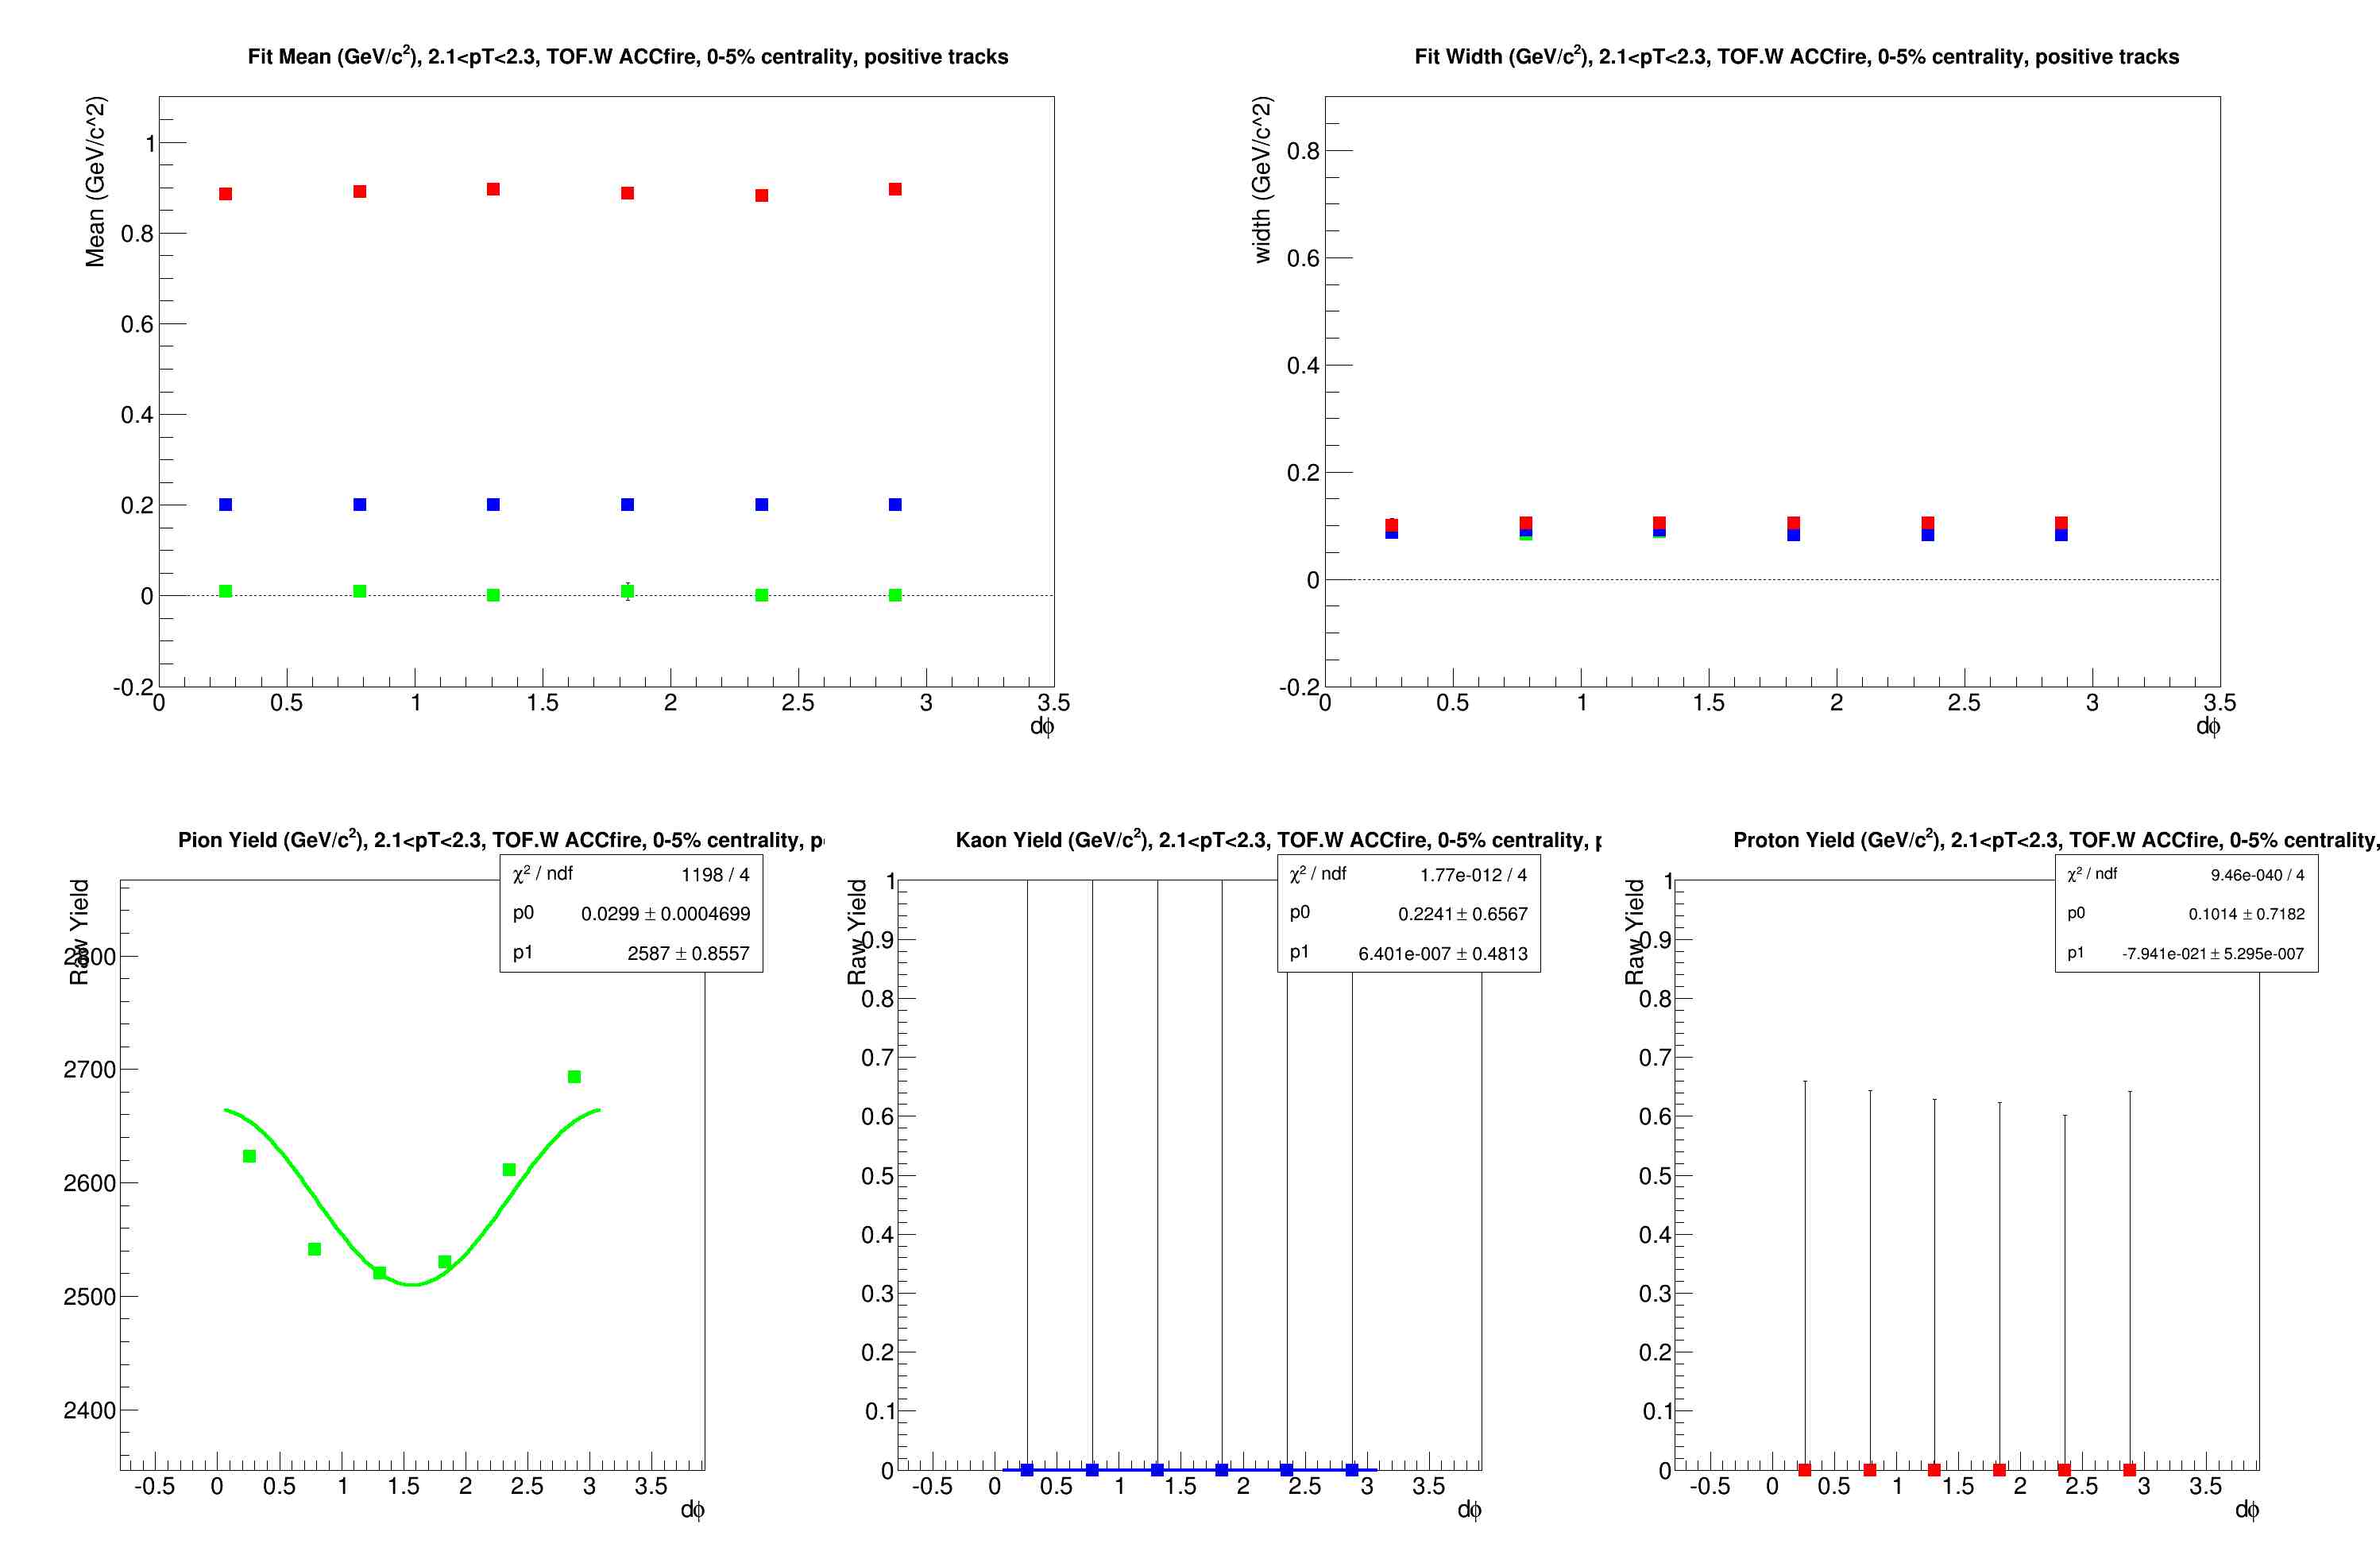 Fit Mean (GeV/c²), 2.1<pT<2.3, TOF.W ACCfire, 0-5% centrality, positive tracks
Mean (GeV/c^2)
1
0.8
0.6
0.4
0.2
0
-0.2
0 0.5 1 1.5 2 2.5 3 3.5
dϕ
Fit Width (GeV/c²), 2.1<pT<2.3, TOF.W ACCfire, 0-5% centrality, positive tracks
width (GeV/c^2)
0.8
0.6
0.4
0.2
0
-0.2
0 0.5 1 1.5 2 2.5 3 3.5
dϕ
Pion Yield (GeV/c²), 2.1<pT<2.3, TOF.W ACCfire, 0-5% centrality, p
χ² / ndf 1198 / 4
p0 0.0299 ± 0.0004699
p1 2587 ± 0.8557
Raw Yield
2800
2700
2600
2500
2400
-0.5 0 0.5 1 1.5 2 2.5 3 3.5
dϕ
Kaon Yield (GeV/c²), 2.1<pT<2.3, TOF.W ACCfire, 0-5% centrality, p
χ² / ndf 1.77e-012 / 4
p0 0.2241 ± 0.6567
p1 6.401e-007 ± 0.4813
Raw Yield
1
0.9
0.8
0.7
0.6
0.5
0.4
0.3
0.2
0.1
0
-0.5 0 0.5 1 1.5 2 2.5 3 3.5
dϕ
Proton Yield (GeV/c²), 2.1<pT<2.3, TOF.W ACCfire, 0-5% centrality,
χ² / ndf 9.46e-040 / 4
p0 0.1014 ± 0.7182
p1 -7.941e-021 ± 5.295e-007
Raw Yield
1
0.9
0.8
0.7
0.6
0.5
0.4
0.3
0.2
0.1
0
-0.5 0 0.5 1 1.5 2 2.5 3 3.5
dϕ